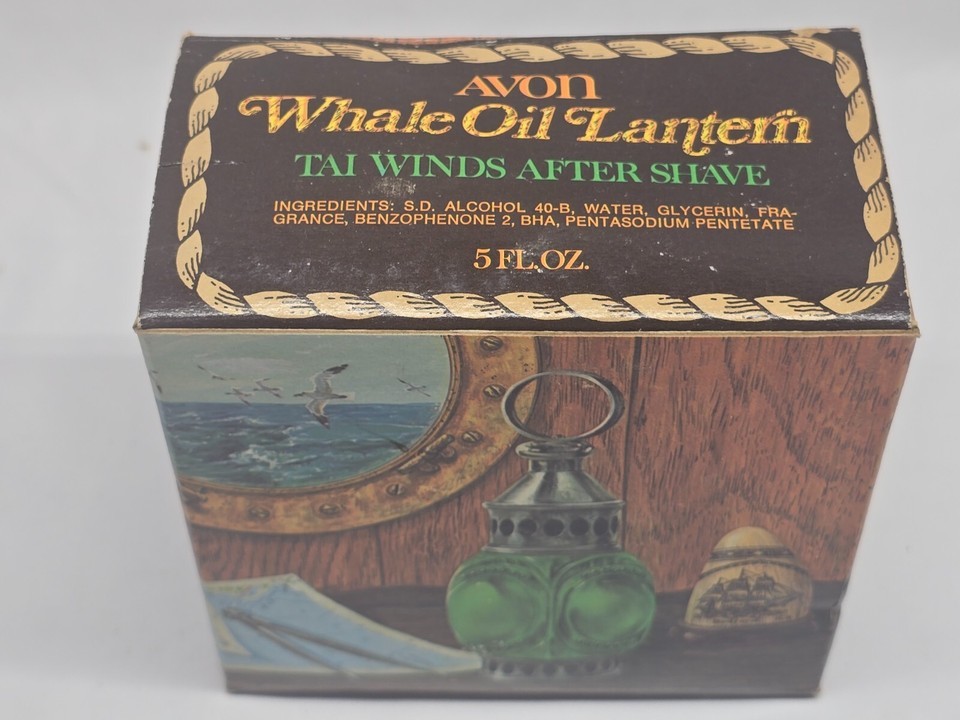 AVON
Whale Oil Lantern
TAI WINDS AFTER SHAVE
INGREDIENTS: S.D. ALCOHOL 40-B, WATER, GLYCERIN, FRA-
GRANCE, BENZOPHENONE 2, BHA, PENTASODIUM PENTETATE
5 FL. OZ.